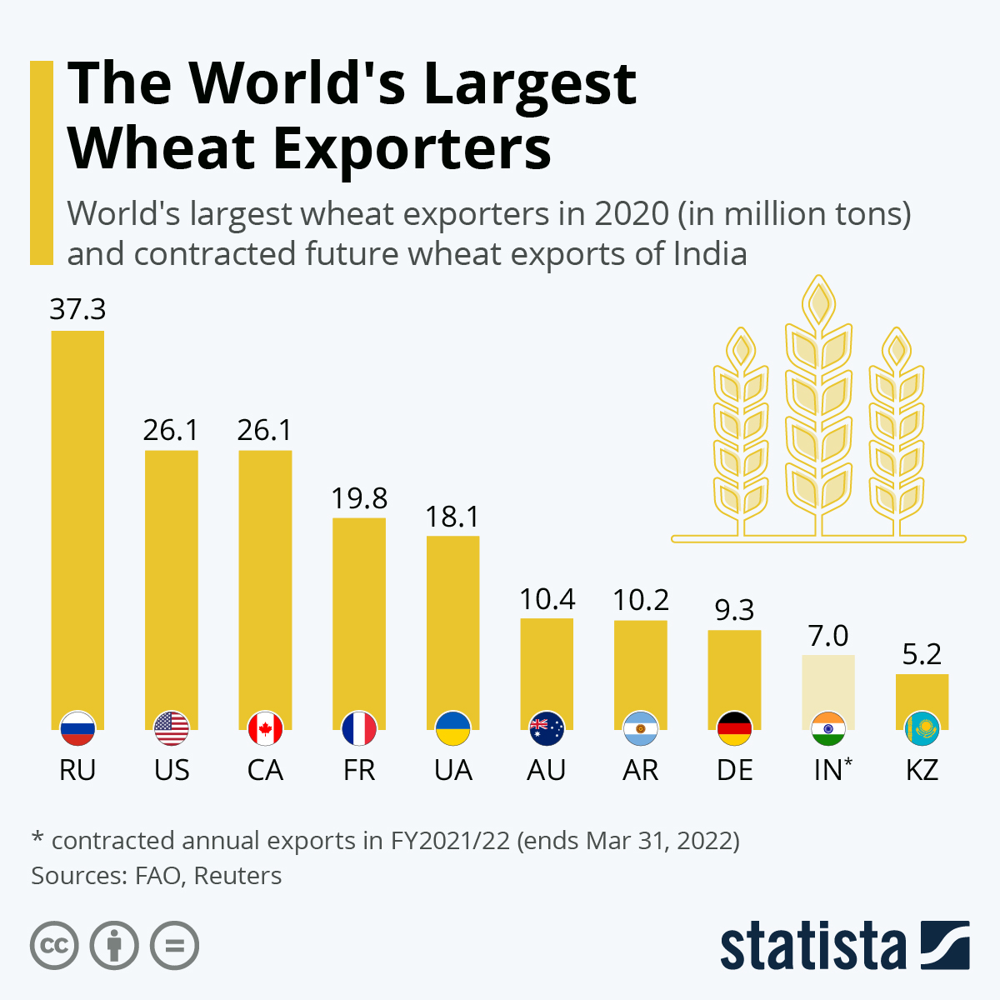 The World's Largest
Wheat Exporters
World's largest wheat exporters in 2020 (in million tons)
and contracted future wheat exports of India
37.3
26.1
26.1
19.8
18.1
10.4
10.2
9.3
7.0
5.2
RU
US
CA
FR
UA
AU
AR
DE
IN*
KZ
* contracted annual exports in FY2021/22 (ends Mar 31, 2022)
Sources: FAO, Reuters
cc
statista